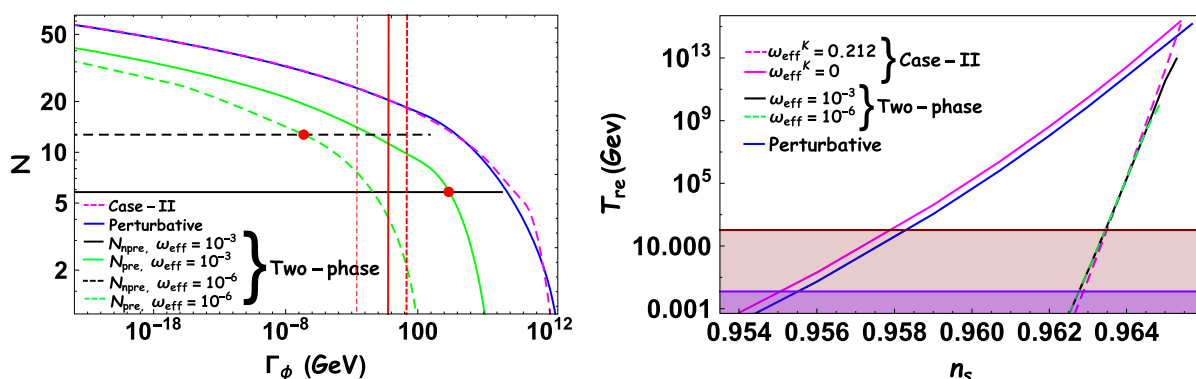 50
20
10
5
2
N
Case-II
Perturbative
N_npre, ω_eff = 10^-3
N_pre, ω_eff = 10^-3
N_npre, ω_eff = 10^-6
N_pre, ω_eff = 10^-6
Two-phase
10^-18
10^-8
100
10^12
Γ_ϕ (GeV)
10^13
10^9
10^5
10.000
0.001
T_re (GeV)
ω_eff^K = 0.212
ω_eff^K = 0
Case-II
ω_eff = 10^-3
ω_eff = 10^-6
Two-phase
Perturbative
0.954 0.956 0.958 0.960 0.962 0.964
n_s